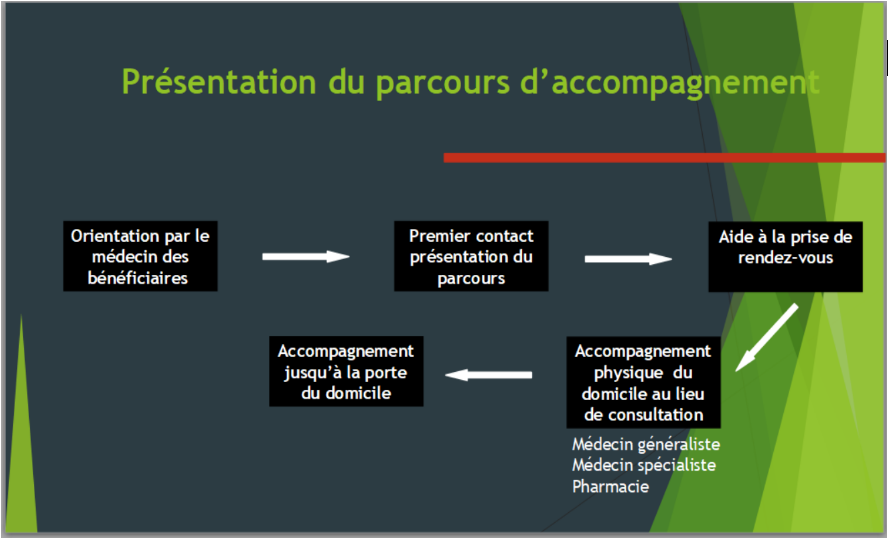 Présentation du parcours d'accompagnement
Orientation par le
médecin des
bénéficiaires
Premier contact
présentation du
parcours
Aide à la prise de
rendez-vous
Accompagnement
physique du
domicile au lieu
de consultation
Médecin généraliste
Médecin spécialiste
Pharmacie
Accompagnement
jusqu'à la porte
du domicile